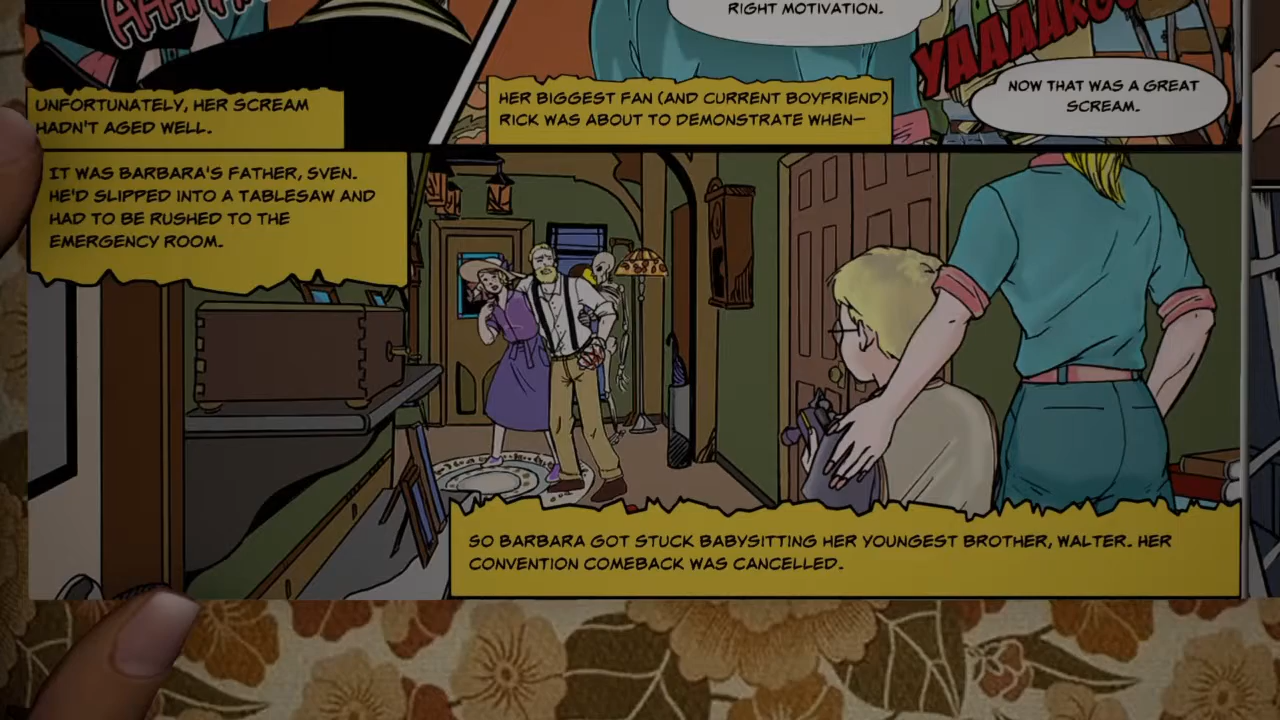 AHHH
RIGHT MOTIVATION.
YAAAARGG
NOW THAT WAS A GREAT
SCREAM.
UNFORTUNATELY, HER SCREAM
HADN'T AGED WELL.
HER BIGGEST FAN (AND CURRENT BOYFRIEND)
RICK WAS ABOUT TO DEMONSTRATE WHEN—
IT WAS BARBARA'S FATHER, SVEN.
HE'D SLIPPED INTO A TABLESAW AND
HAD TO BE RUSHED TO THE
EMERGENCY ROOM.
SO BARBARA GOT STUCK BABYSITTING HER YOUNGEST BROTHER, WALTER. HER
CONVENTION COMEBACK WAS CANCELLED.